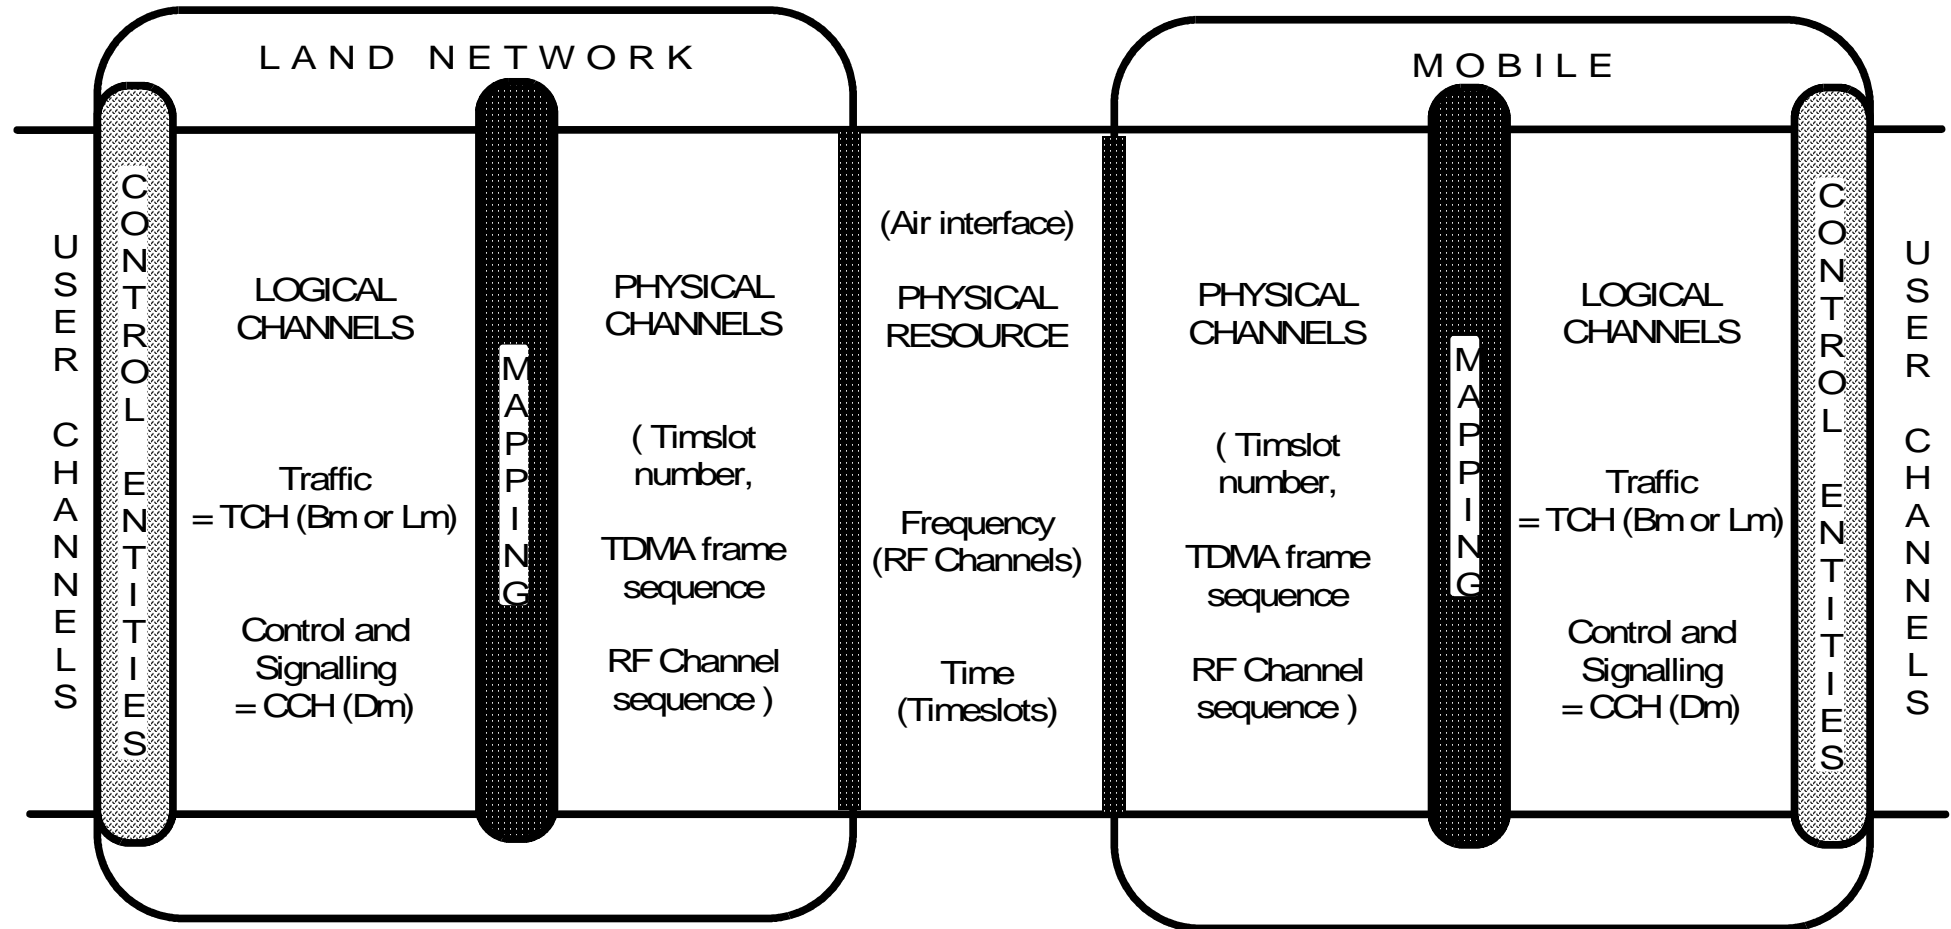 LAND NETWORK
MOBILE
USER CHANNELS
CONTROL ENTITIES
LOGICAL
CHANNELS
Traffic
= TCH (Bm or Lm)
Control and
Signalling
= CCH (Dm)
MAPPING
PHYSICAL
CHANNELS
( Timslot
number,
TDMA frame
sequence
RF Channel
sequence )
(Air interface)
PHYSICAL
RESOURCE
Frequency
(RF Channels)
Time
(Timeslots)
PHYSICAL
CHANNELS
( Timslot
number,
TDMA frame
sequence
RF Channel
sequence )
MAPPING
LOGICAL
CHANNELS
Traffic
= TCH (Bm or Lm)
Control and
Signalling
= CCH (Dm)
CONTROL ENTITIES
USER CHANNELS